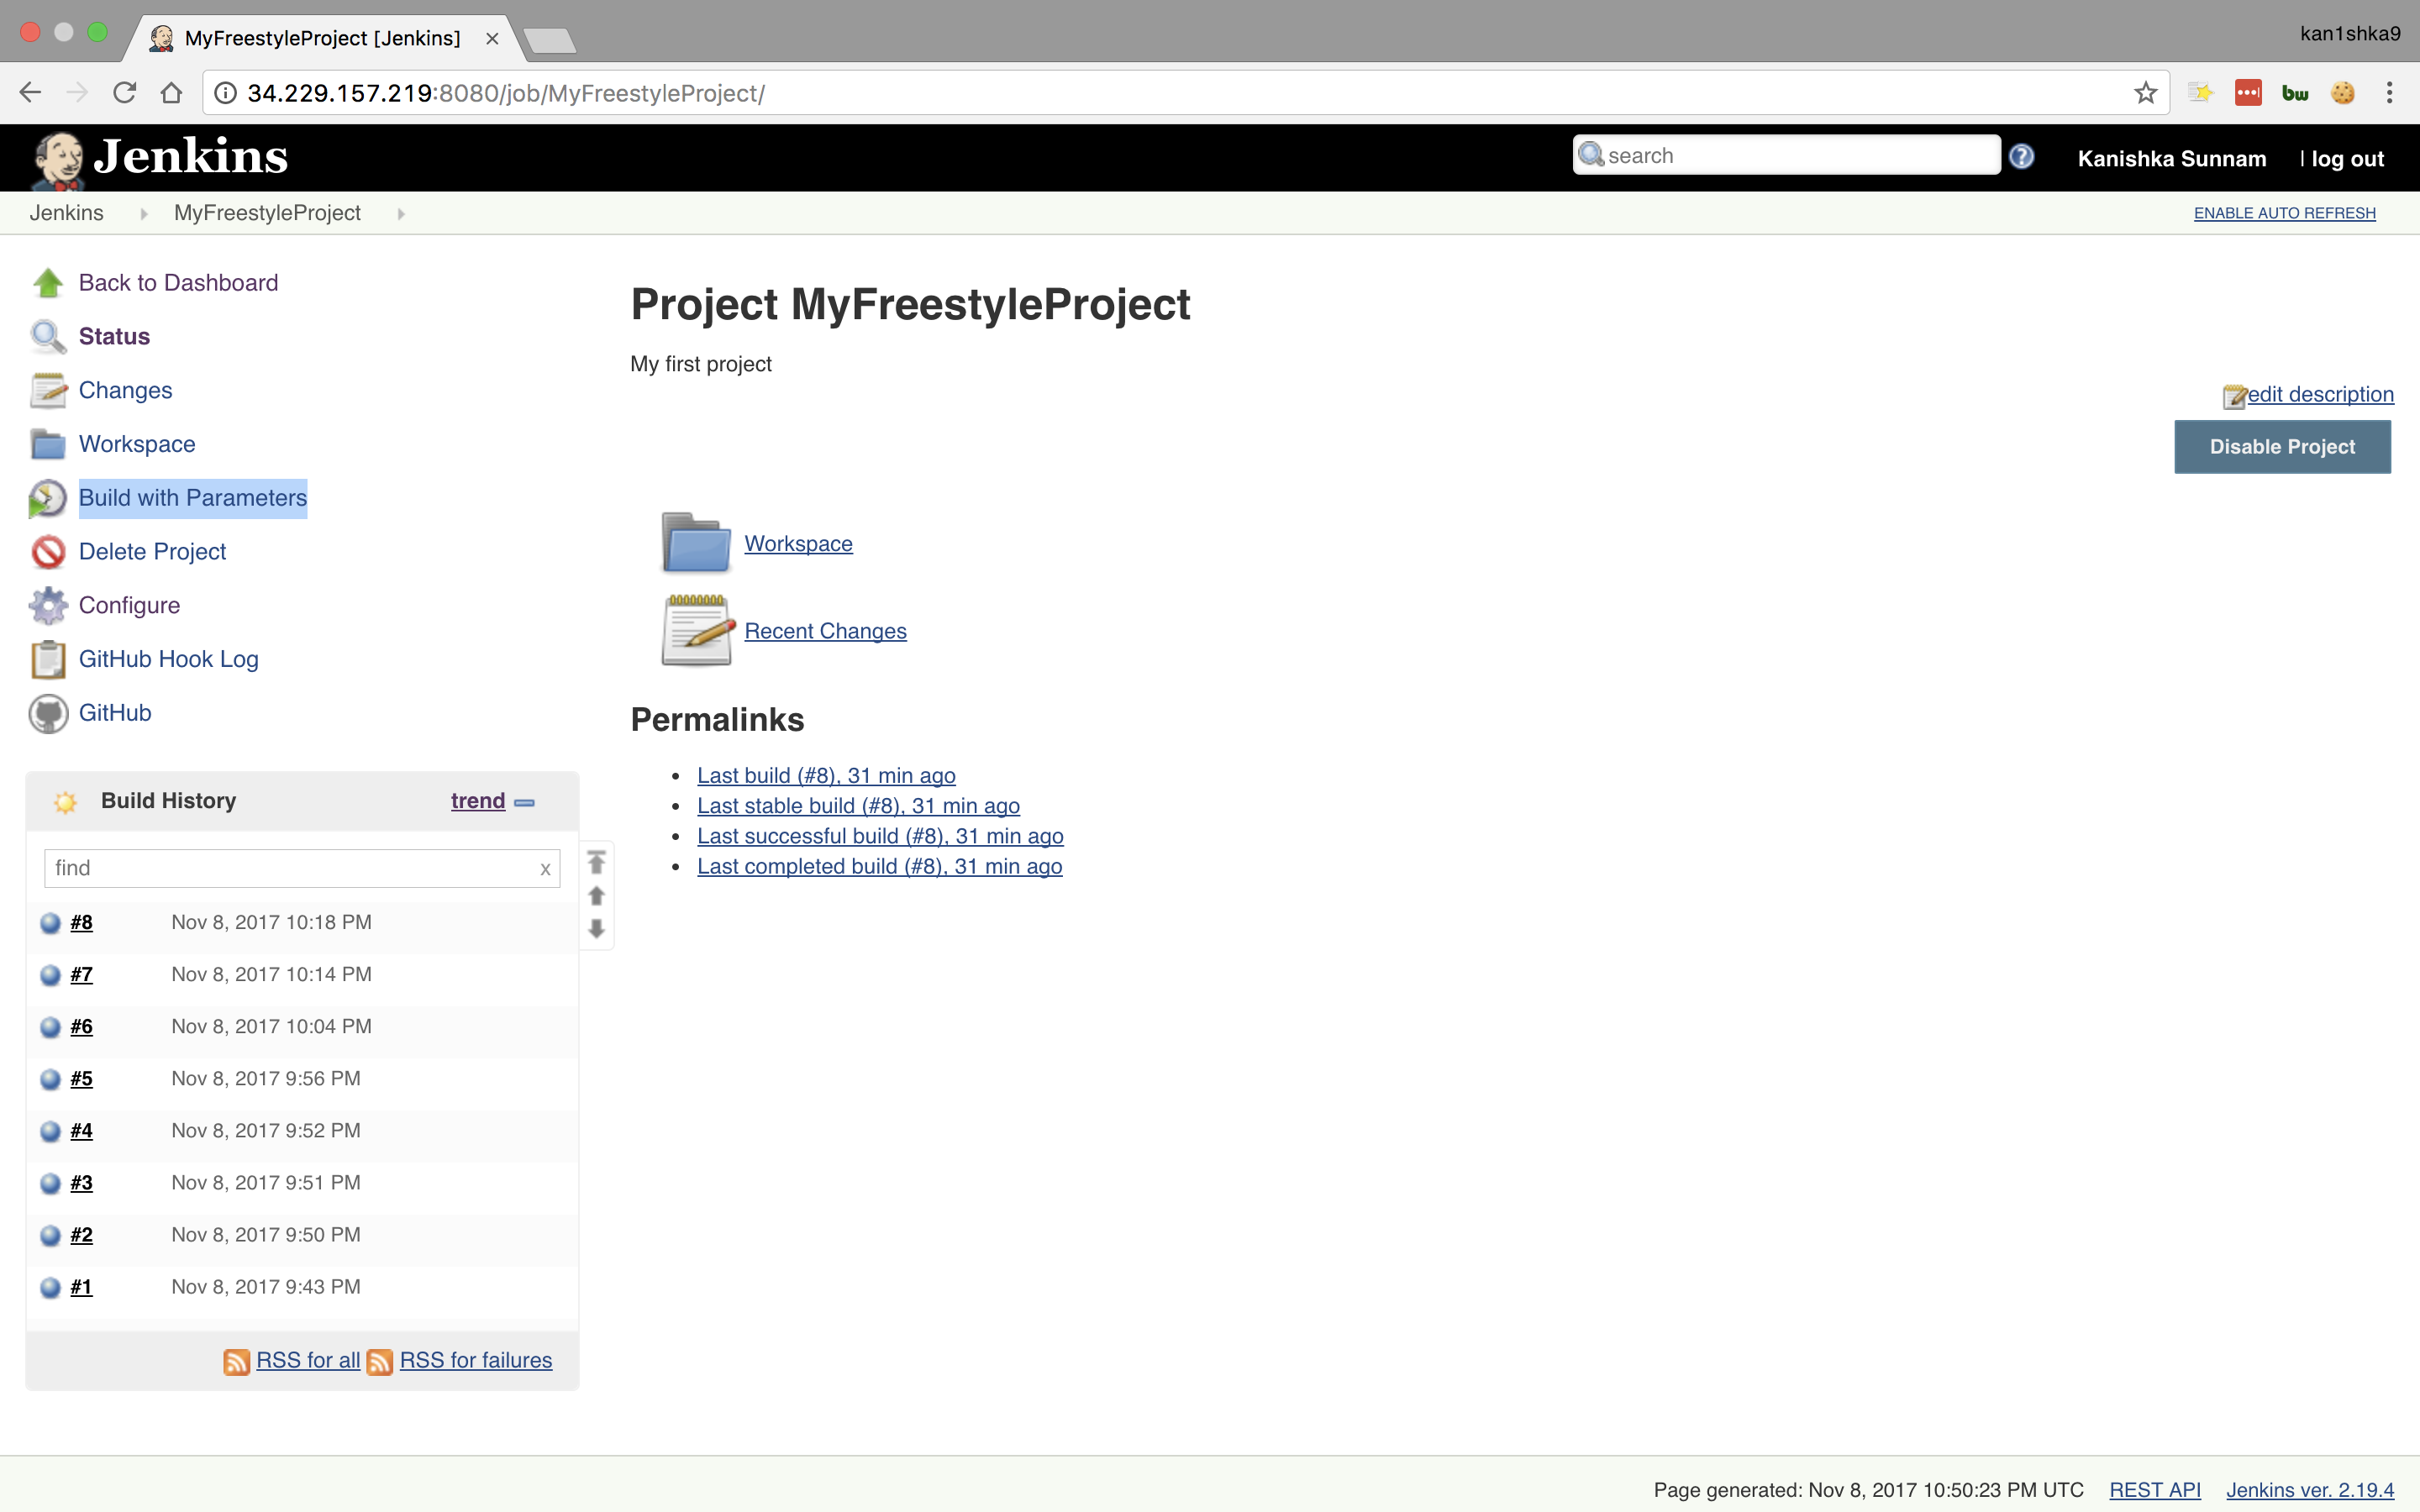 MyFreestyleProject [Jenkins]
kan1shka9
34.229.157.219:8080/job/MyFreestyleProject/
bw
Jenkins
search
Kanishka Sunnam | log out
Jenkins MyFreestyleProject
ENABLE AUTO REFRESH
Back to Dashboard
Status
Changes
Workspace
Build with Parameters
Delete Project
Configure
GitHub Hook Log
GitHub
Project MyFreestyleProject
My first project
edit description
Disable Project
Workspace
Recent Changes
Permalinks
Last build (#8), 31 min ago
Last stable build (#8), 31 min ago
Last successful build (#8), 31 min ago
Last completed build (#8), 31 min ago
Build History trend
find x
#8 Nov 8, 2017 10:18 PM
#7 Nov 8, 2017 10:14 PM
#6 Nov 8, 2017 10:04 PM
#5 Nov 8, 2017 9:56 PM
#4 Nov 8, 2017 9:52 PM
#3 Nov 8, 2017 9:51 PM
#2 Nov 8, 2017 9:50 PM
#1 Nov 8, 2017 9:43 PM
RSS for all RSS for failures
Page generated: Nov 8, 2017 10:50:23 PM UTC REST API Jenkins ver. 2.19.4